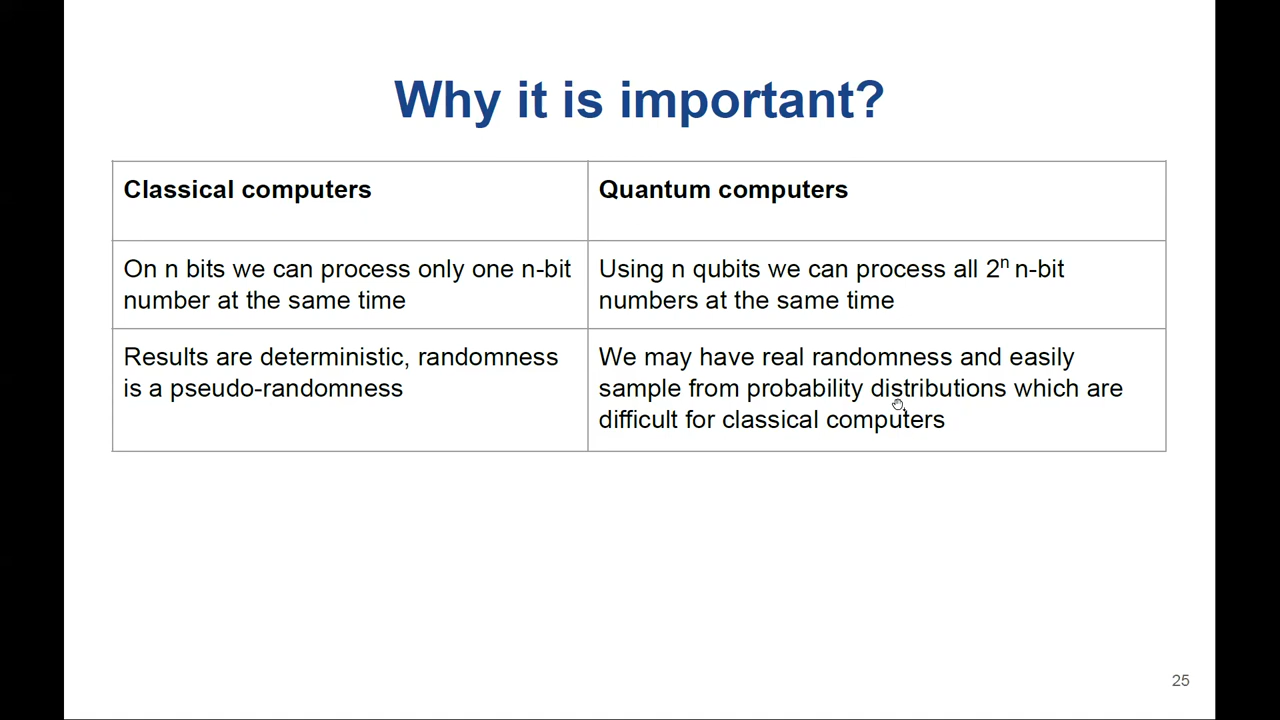 Why it is important?
Classical computers
Quantum computers
On n bits we can process only one n-bit
number at the same time
Using n qubits we can process all 2ⁿ n-bit
numbers at the same time
Results are deterministic, randomness
is a pseudo-randomness
We may have real randomness and easily
sample from probability distributions which are
difficult for classical computers
25